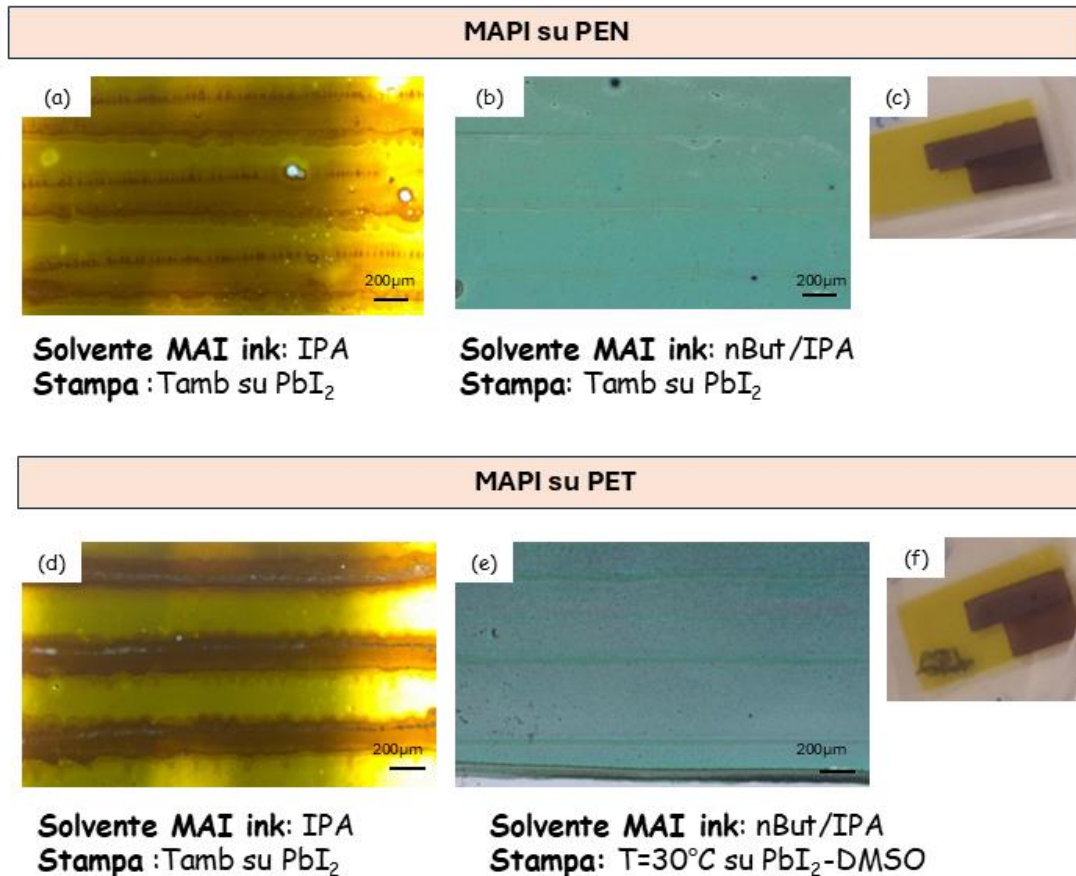 MAPI su PEN
(a)
(b)
(c)
200µm
200µm
Solvente MAI ink: IPA
Stampa :Tamb su PbI₂
Solvente MAI ink: nBut/IPA
Stampa: Tamb su PbI₂
MAPI su PET
(d)
(e)
(f)
200µm
200µm
Solvente MAI ink: IPA
Stampa :Tamb su PbI₂
Solvente MAI ink: nBut/IPA
Stampa: T=30°C su PbI₂-DMSO